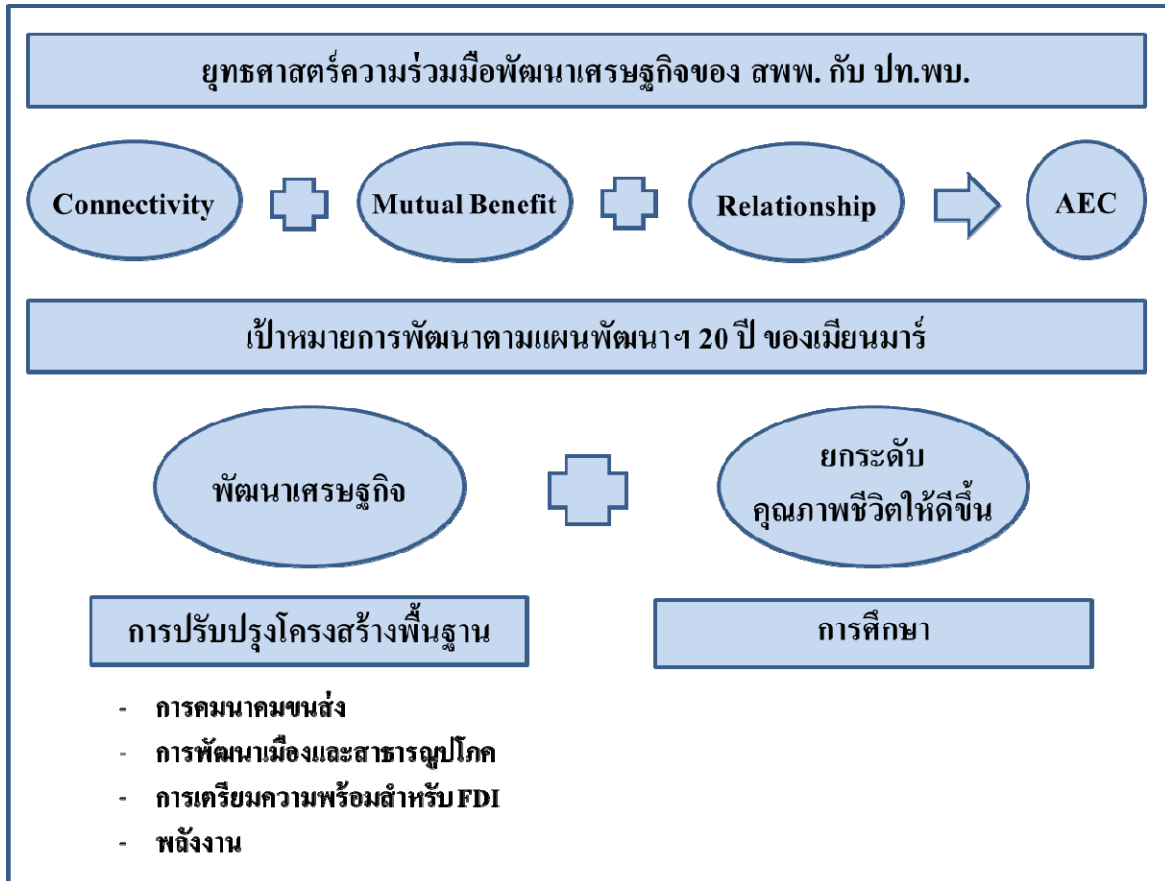 ยุทธศาสตร์ความร่วมมือพัฒนาเศรษฐกิจของ สพพ. กับ ปท.พบ.
Connectivity
Mutual Benefit
Relationship
AEC
เป้าหมายการพัฒนาตามแผนพัฒนาฯ 20 ปี ของเมียนมาร์
พัฒนาเศรษฐกิจ
ยกระดับ
คุณภาพชีวิตให้ดีขึ้น
การปรับปรุงโครงสร้างพื้นฐาน
การศึกษา
- การคมนาคมขนส่ง
- การพัฒนาเมืองและสาธารณูปโภค
- การเตรียมความพร้อมสำหรับ FDI
- พลังงาน